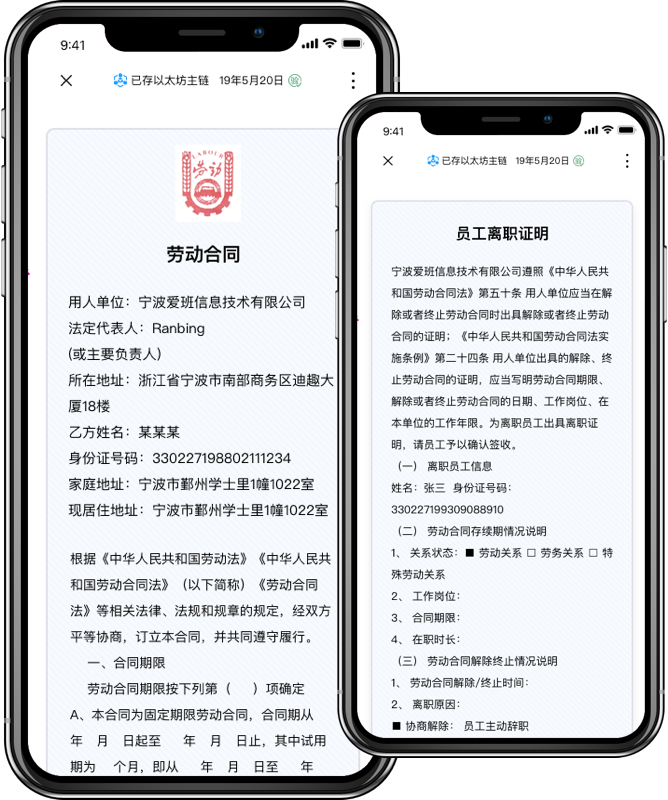 9:41
已存以太坊主链 19年5月20日
LABOUR
劳动
劳动合同
用人单位：宁波爱班信息技术有限公司
法定代表人：Ranbing
(或主要负责人)
所在地址：浙江省宁波市南部商务区迪趣大
厦18楼
乙方姓名：某某某
身份证号码：330227198802111234
家庭地址：宁波市鄞州学士里1幢1022室
现居住地址：宁波市鄞州学士里1幢1022室
根据《中华人民共和国劳动法》《中华人民共
和国劳动合同法》（以下简称）《劳动合同
法》等相关法律、法规和规章的规定，经双方
平等协商，订立本合同，并共同遵守履行。
一、合同期限
劳动合同期限按下列第（ ）项确定
A、本合同为固定期限劳动合同，合同期从
年 月 日起至 年 月 日止，其中试用
期为 个月，即从 年 月 日至 年
9:41
已存以太坊主链 19年5月20日
员工离职证明
宁波爱班信息技术有限公司遵照《中华人民共
和国劳动合同法》第五十条 用人单位应当在解
除或者终止劳动合同时出具解除或者终止劳动
合同的证明；《中华人民共和国劳动合同法实
施条例》第二十四条 用人单位出具的解除、终
止劳动合同的证明，应当写明劳动合同期限、
解除或者终止劳动合同的日期、工作岗位、在
本单位的工作年限。为离职员工出具离职证
明，请员工予以确认签收。
（一） 离职员工信息
姓名：张三 身份证号码：
330227199309088910
（二） 劳动合同存续期情况说明
1、 关系状态：■ 劳动关系 □ 劳务关系 □ 特
殊劳动关系
2、 工作岗位：
3、 合同期限：
4、 在职时长：
（三） 劳动合同解除终止情况说明
1、 劳动合同解除/终止时间：
2、 离职原因：
■ 协商解除： 员工主动辞职